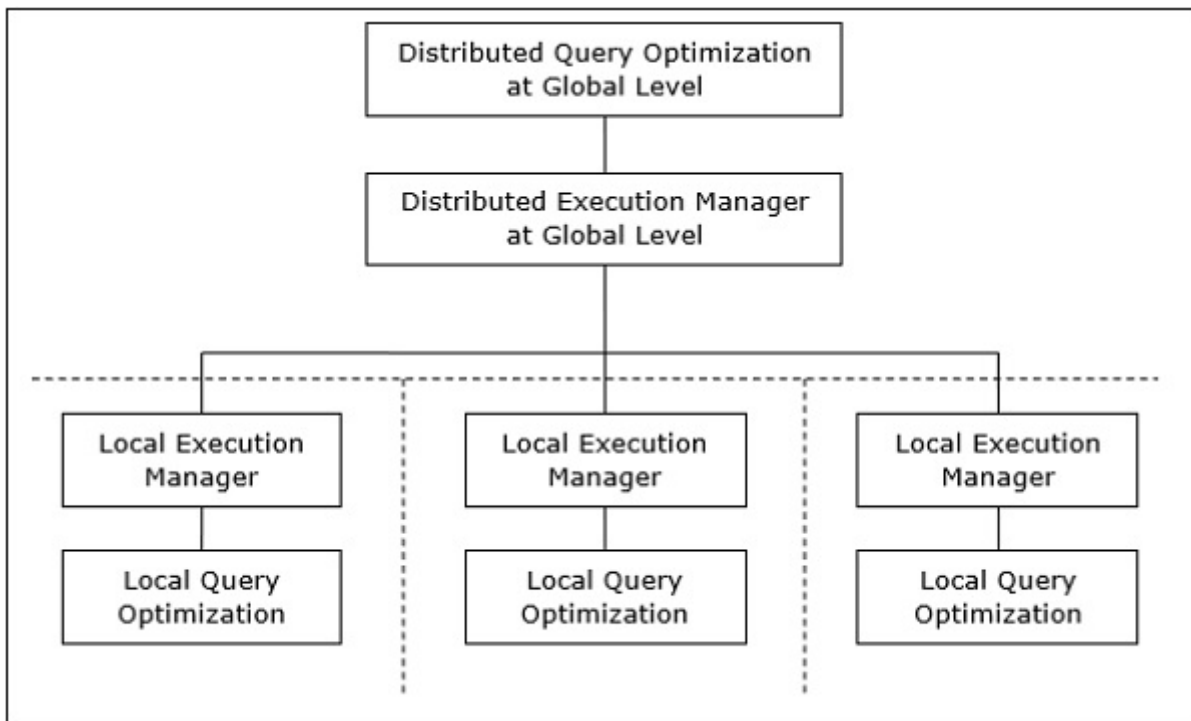 Distributed Query Optimization
at Global Level
Distributed Execution Manager
at Global Level
Local Execution
Manager
Local Query
Optimization
Local Execution
Manager
Local Query
Optimization
Local Execution
Manager
Local Query
Optimization